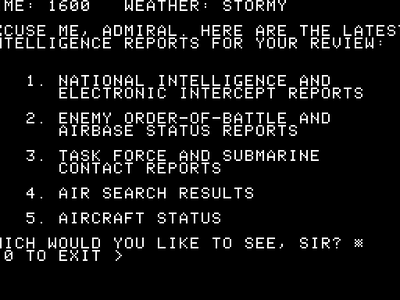 ME: 1600 WEATHER: STORMY
CUSE ME, ADMIRAL. HERE ARE THE LATEST
NTELLIGENCE REPORTS FOR YOUR REVIEW:
1. NATIONAL INTELLIGENCE AND
ELECTRONIC INTERCEPT REPORTS
2. ENEMY ORDER-OF-BATTLE AND
AIRBASE STATUS REPORTS
3. TASK FORCE AND SUBMARINE
CONTACT REPORTS
4. AIR SEARCH RESULTS
5. AIRCRAFT STATUS
HICH WOULD YOU LIKE TO SEE, SIR?
0 TO EXIT >